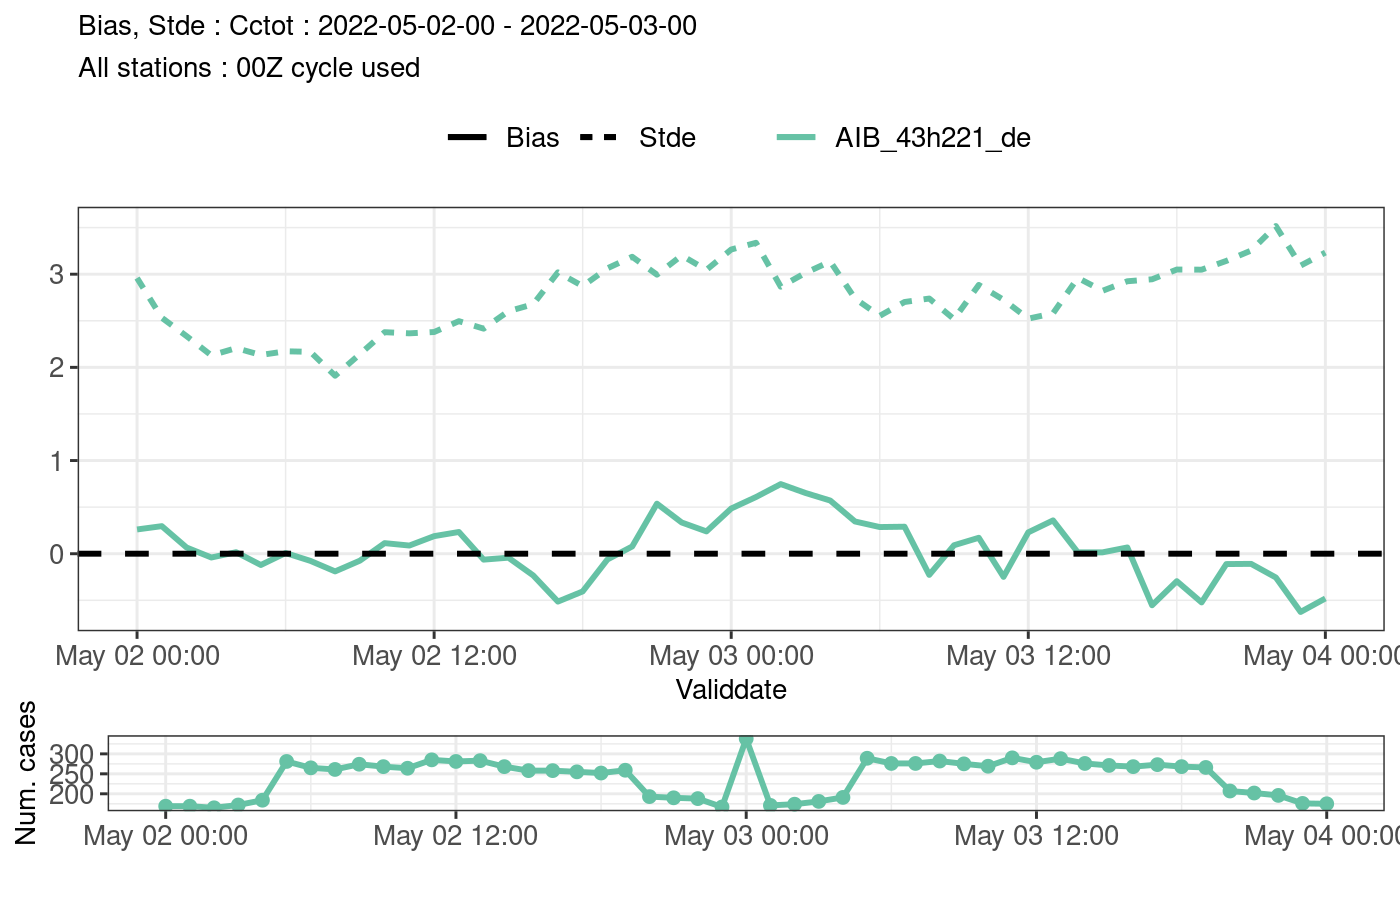 Bias, Stde : Cctot : 2022-05-02-00 - 2022-05-03-00
All stations : 00Z cycle used
Bias Stde AIB_43h221_de
3
2
1
0
May 02 00:00 May 02 12:00 May 03 00:00 May 03 12:00 May 04 00:00
Validdate
Num. cases
300
250
200
May 02 00:00 May 02 12:00 May 03 00:00 May 03 12:00 May 04 00:00